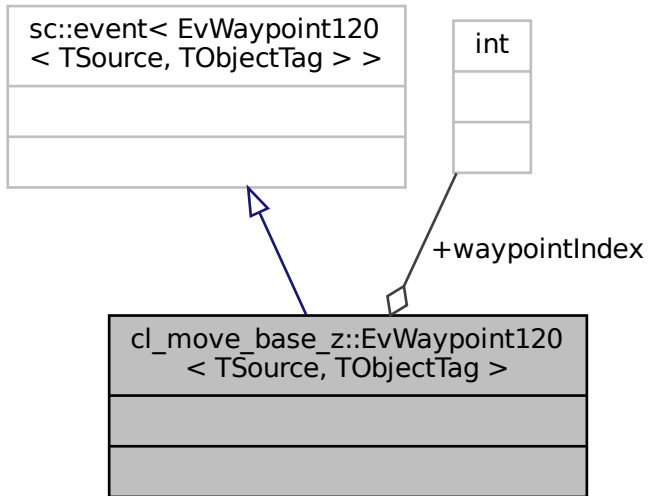 sc::event< EvWaypoint120
< TSource, TObjectTag > >
int
+waypointIndex
cl_move_base_z::EvWaypoint120
< TSource, TObjectTag >